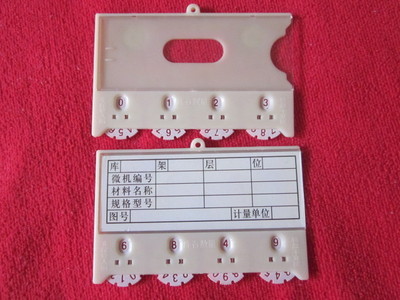 0 1 2 3
库 架 层 位
微机编号
材料名称
规格型号
图号 计量单位
6 8 4 9